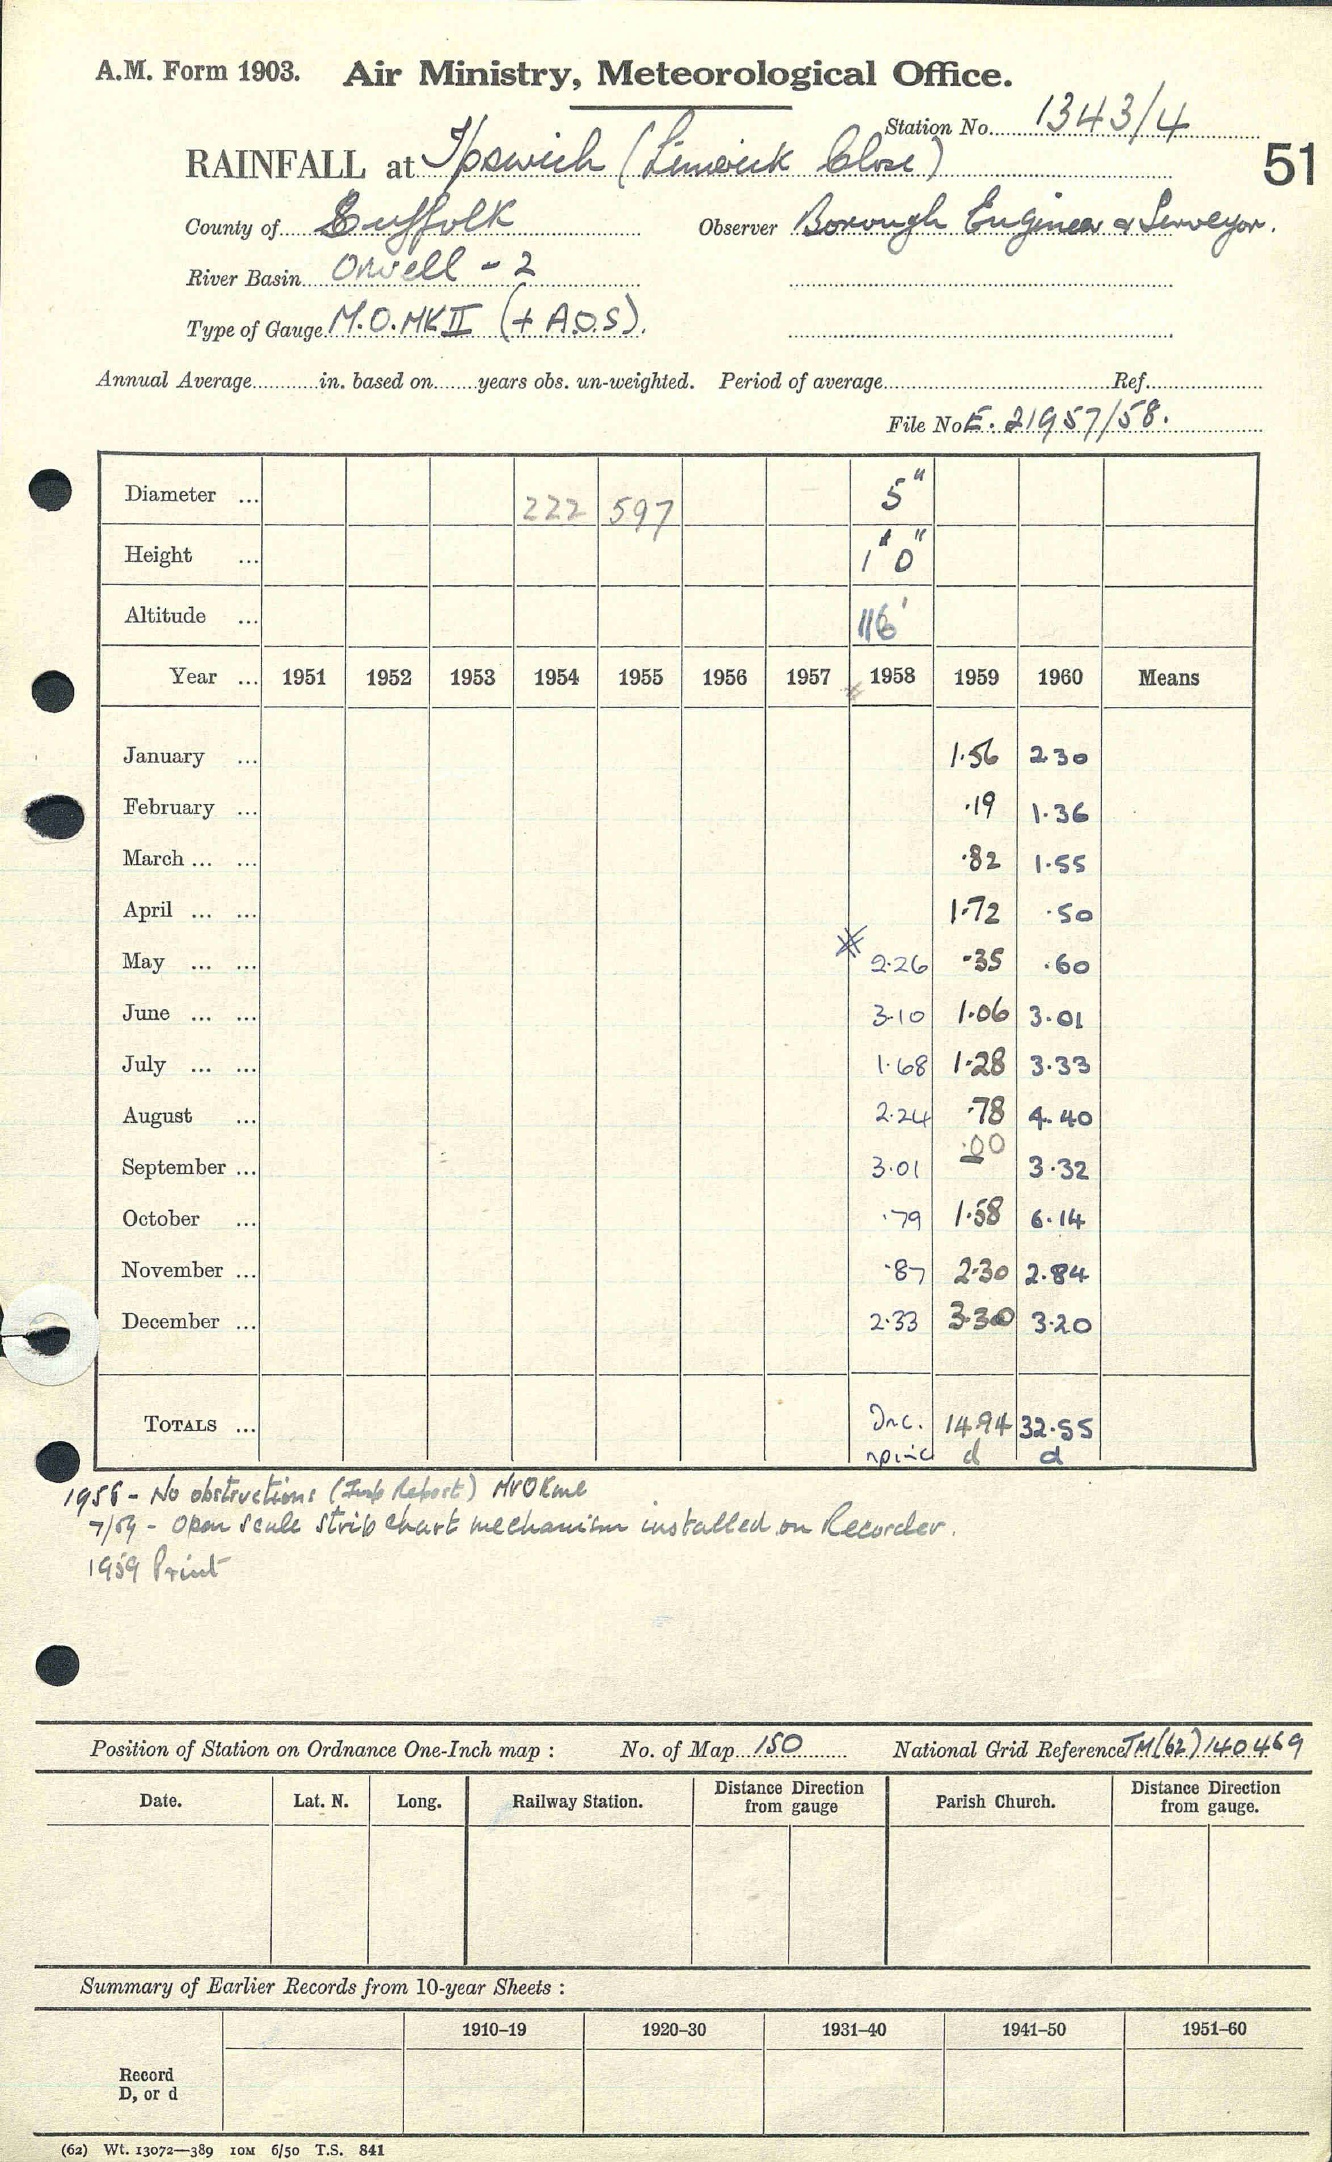 A.M. Form 1903. Air Ministry, Meteorological Office.
Station No. 1343/4
RAINFALL at Ipswich (Limerick Close)
51
County of Suffolk Observer Borough Engineer & Surveyor.
River Basin Orwell - 2
Type of Gauge M.O. MK II (+ A.O.S).
Annual Average in. based on years obs. un-weighted. Period of average Ref.
File No E. 21957/58.
Diameter ... 222 597 5"
Height ... 1' 0"
Altitude ... 116'
Year ... 1951 1952 1953 1954 1955 1956 1957 1958 1959 1960 Means
January ... 1.56 2.30
February ... .19 1.36
March ... ... .82 1.55
April ... ... 1.72 .50
May ... ... 2.26 .35 .60
June ... ... 3.10 1.06 3.01
July ... ... 1.68 1.28 3.33
August ... 2.24 .78 4.40
September ... 3.01 .00 3.32
October ... .79 1.58 6.14
November ... .87 2.30 2.84
December ... 2.33 3.30 3.20
TOTALS ... Inc. 14.94 32.55
d d
1958 - No obstructions (Insp Report)
7/59 - Open scale strip chart mechanism installed on Recorder.
1959 Print
Position of Station on Ordnance One-Inch map : No. of Map 150 National Grid Reference TM(62) 140469
Date. Lat. N. Long. Railway Station. Distance Direction from gauge Parish Church. Distance Direction from gauge.
Summary of Earlier Records from 10-year Sheets :
1910–19 1920–30 1931–40 1941–50 1951–60
Record
D, or d
(62) Wt. 13072—389 10M 6/50 T.S. 841